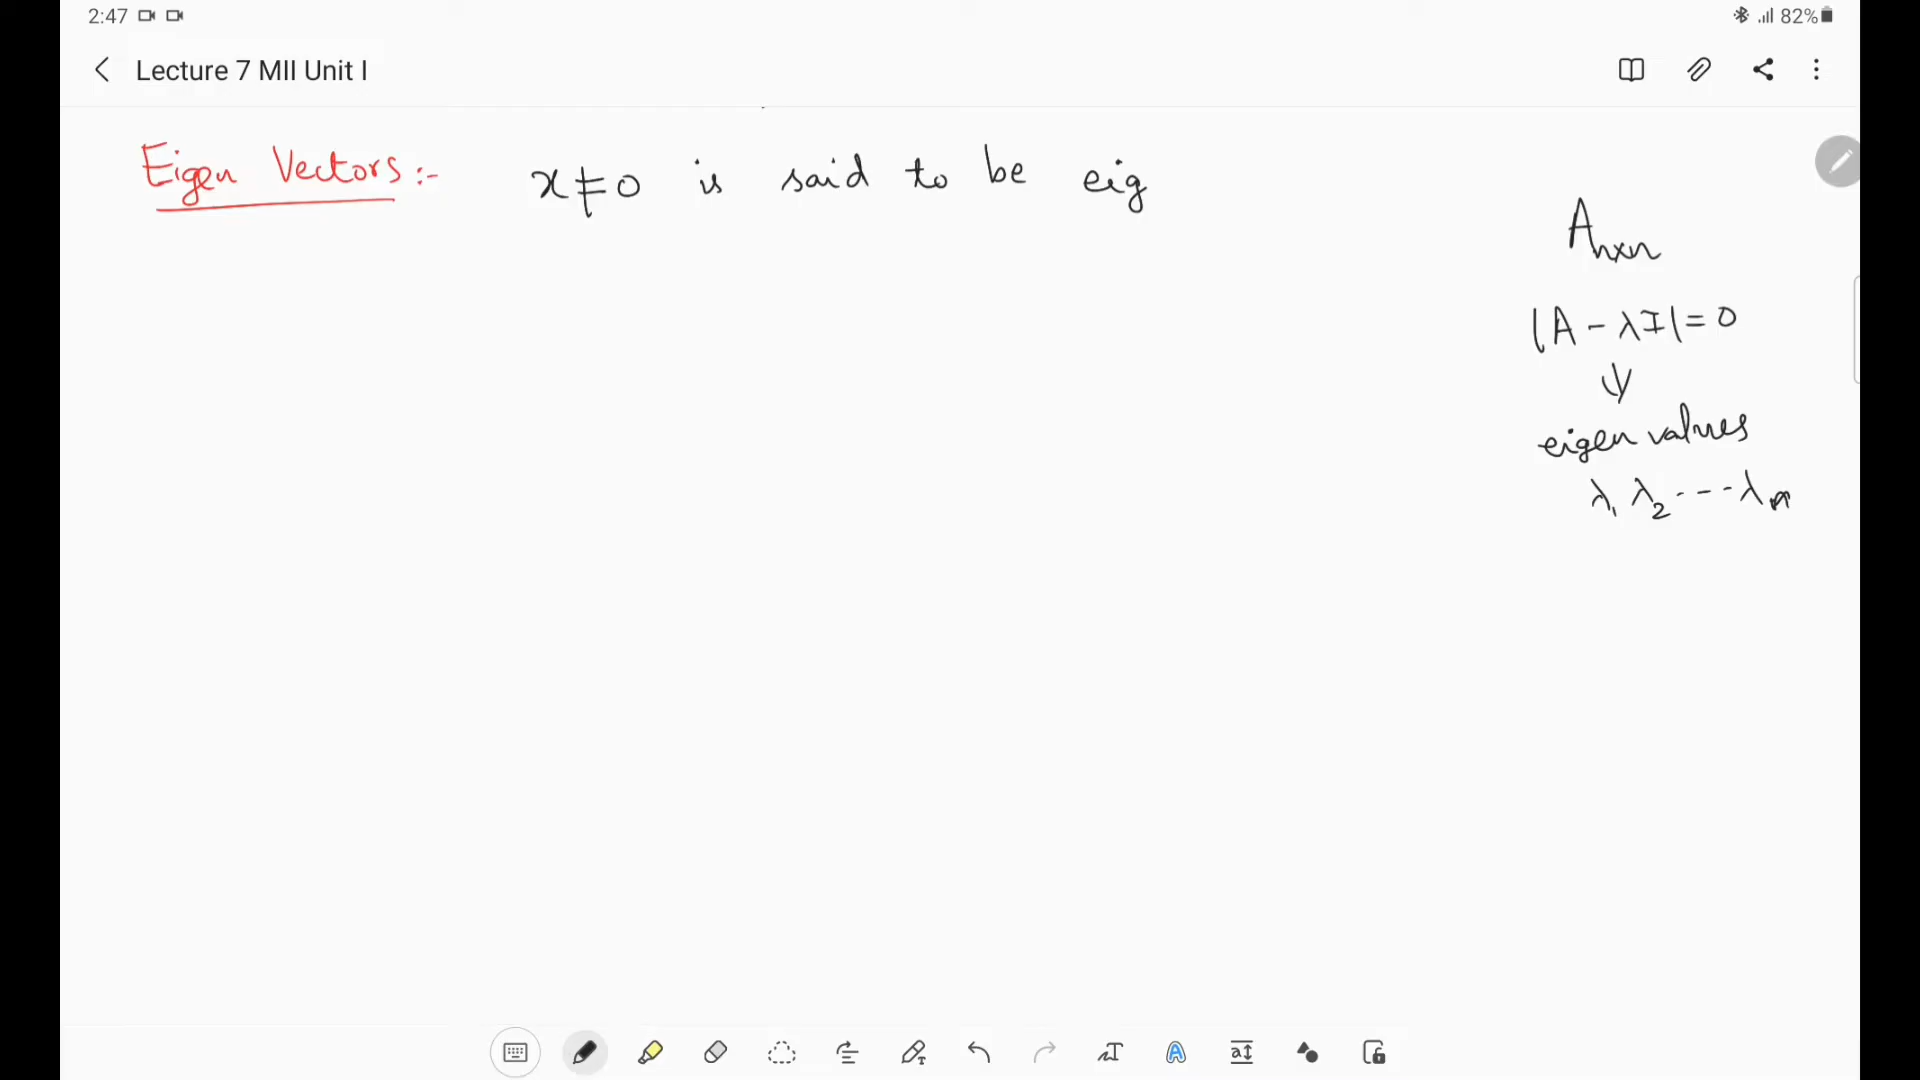 2:47 82%
Lecture 7 MII Unit I
Eigen Vectors :- x≠0 is said to be eig
Anxn
|A - λI| = 0
eigen values
λ1 λ2 - - - λn